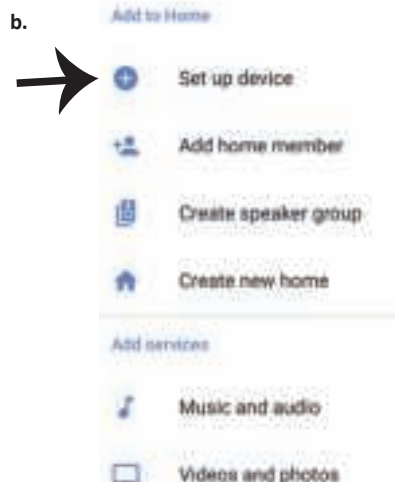 b.
Add to Home
Set up device
Add home member
Create speaker group
Create new home
Add services
Music and audio
Videos and photos